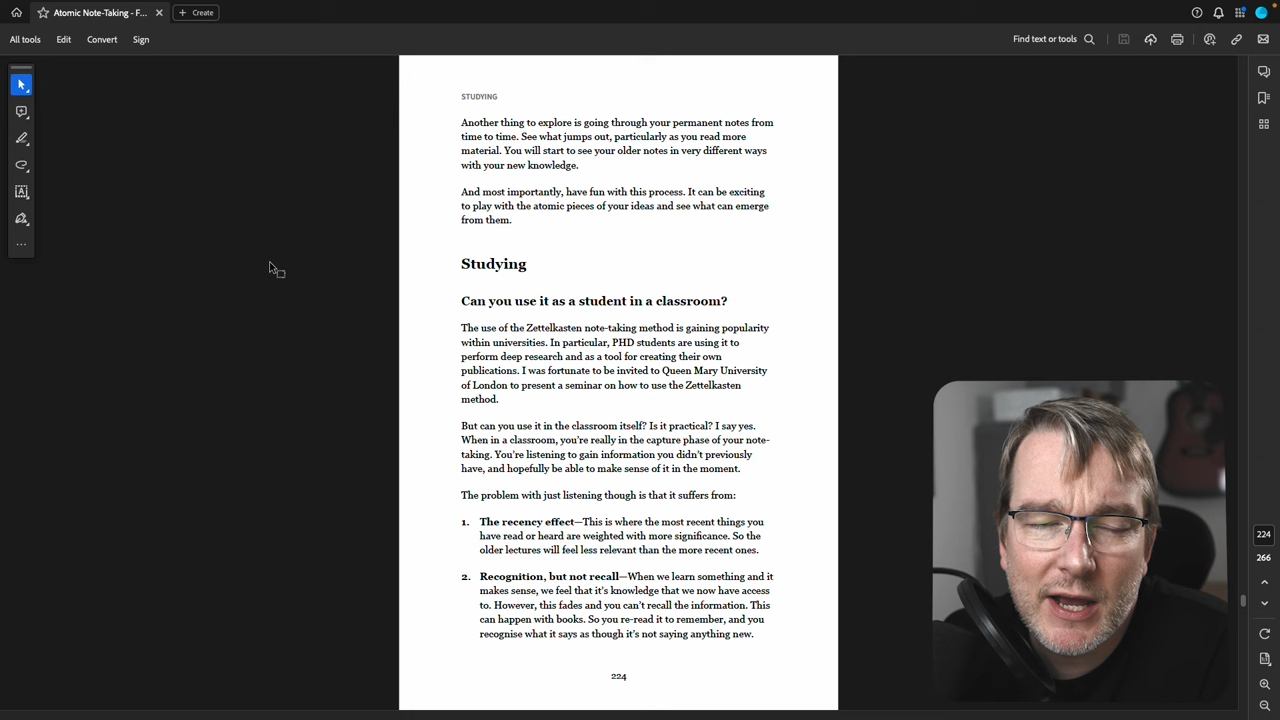 Atomic Note-Taking - F...
Create
All tools
Edit
Convert
Sign
Find text or tools
STUDYING
Another thing to explore is going through your permanent notes from
time to time. See what jumps out, particularly as you read more
material. You will start to see your older notes in very different ways
with your new knowledge.
And most importantly, have fun with this process. It can be exciting
to play with the atomic pieces of your ideas and see what can emerge
from them.
Studying
Can you use it as a student in a classroom?
The use of the Zettelkasten note-taking method is gaining popularity
within universities. In particular, PHD students are using it to
perform deep research and as a tool for creating their own
publications. I was fortunate to be invited to Queen Mary University
of London to present a seminar on how to use the Zettelkasten
method.
But can you use it in the classroom itself? Is it practical? I say yes.
When in a classroom, you're really in the capture phase of your note-
taking. You're listening to gain information you didn't previously
have, and hopefully be able to make sense of it in the moment.
The problem with just listening though is that it suffers from:
1. The recency effect—This is where the most recent things you
have read or heard are weighted with more significance. So the
older lectures will feel less relevant than the more recent ones.
2. Recognition, but not recall—When we learn something and it
makes sense, we feel that it's knowledge that we now have access
to. However, this fades and you can't recall the information. This
can happen with books. So you re-read it to remember, and you
recognise what it says as though it's not saying anything new.
224
224
266